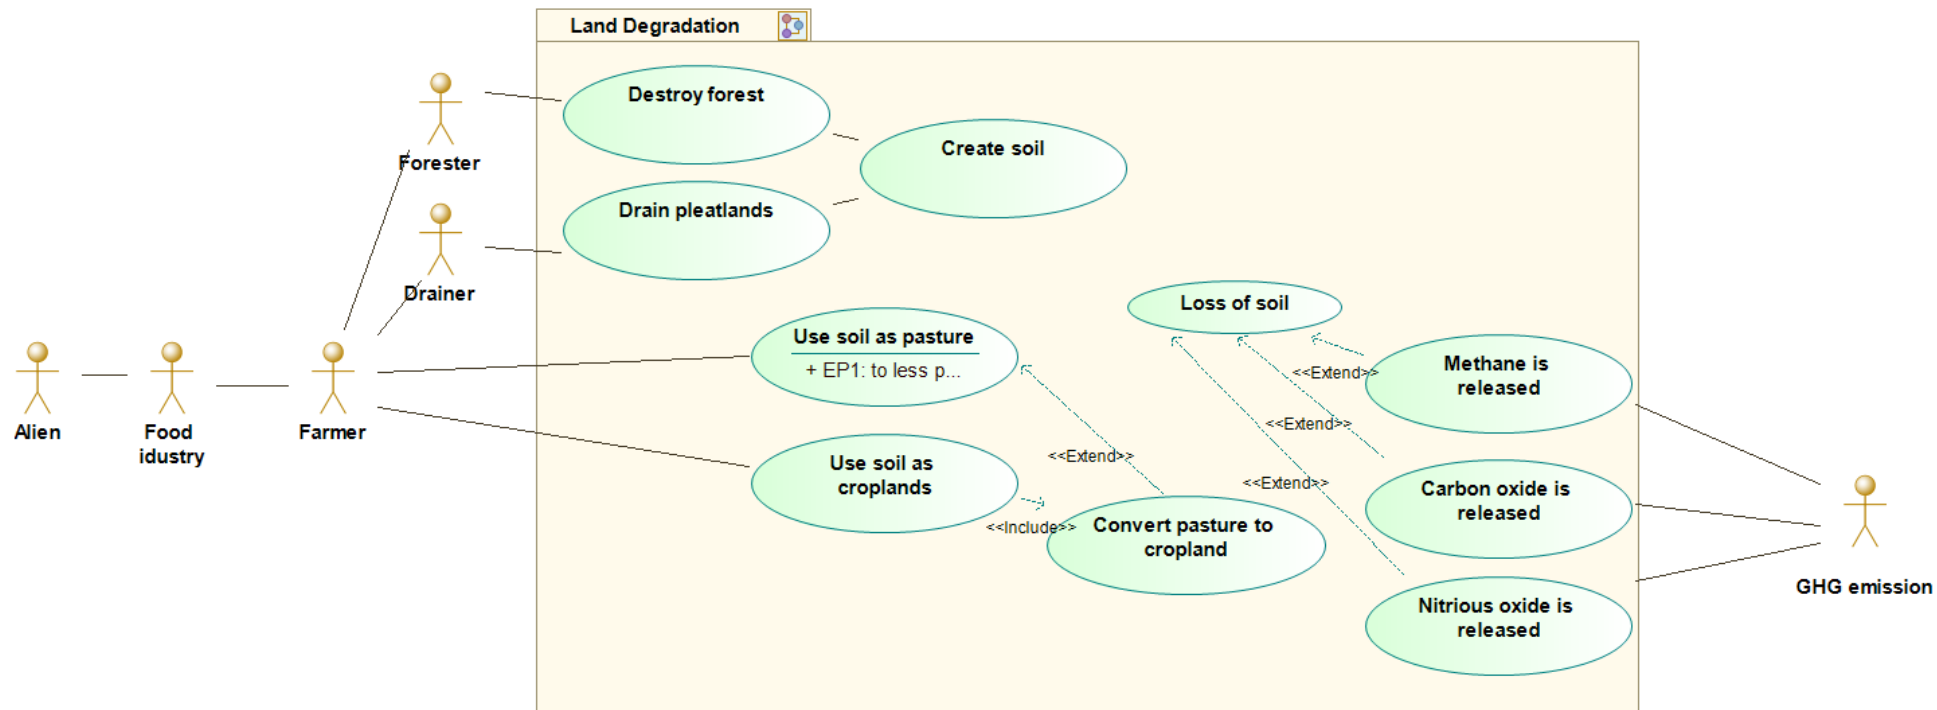 Land Degradation
Destroy forest
Forester
Create soil
Drain pleatlands
Drainer
Loss of soil
Use soil as pasture
+ EP1: to less p...
Methane is
released
<<Extend>>
Alien
Food
idustry
Farmer
<<Extend>>
<<Extend>>
Use soil as
croplands
<<Extend>>
Carbon oxide is
released
<<Include>>
Convert pasture to
cropland
GHG emission
Nitrious oxide is
released